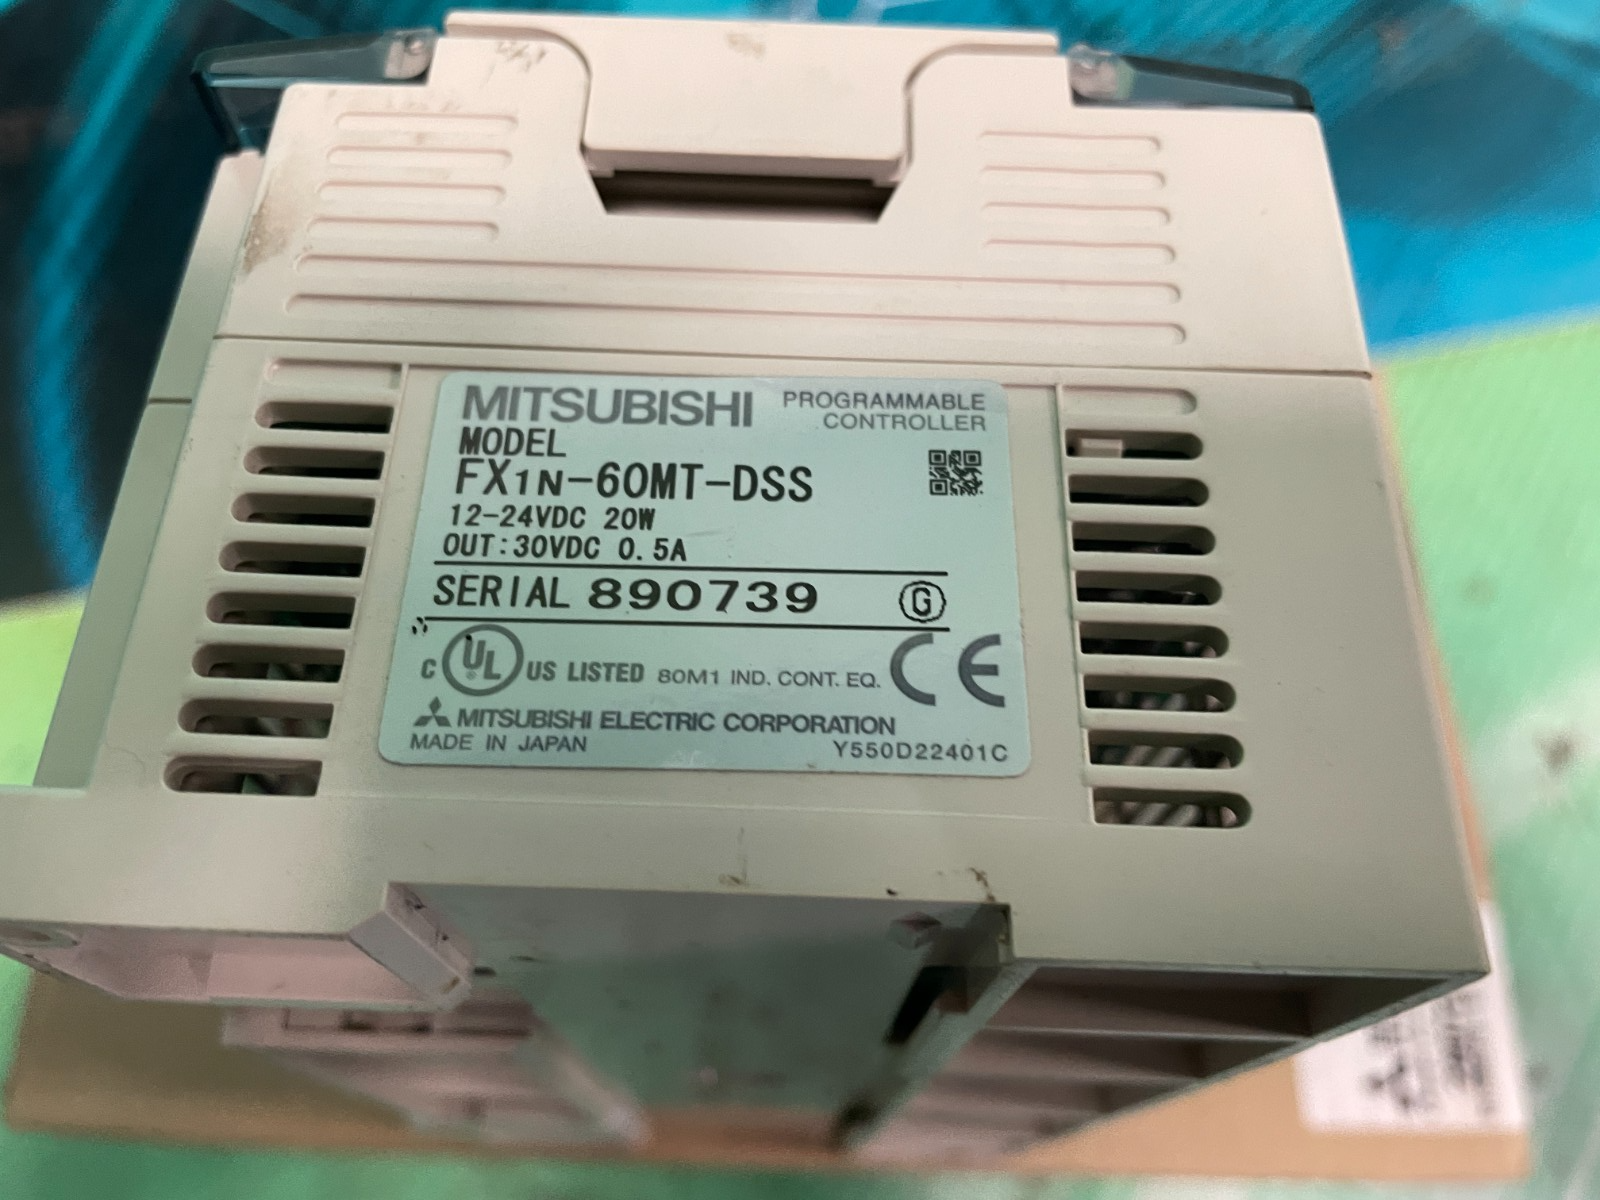 MITSUBISHI PROGRAMMABLE CONTROLLER
MODEL
FX1N-60MT-DSS
12-24VDC 20W
OUT:30VDC 0.5A
SERIAL 890739 G
C UL US LISTED 80M1 IND. CONT. EQ. CE
MITSUBISHI ELECTRIC CORPORATION
MADE IN JAPAN Y550D22401C